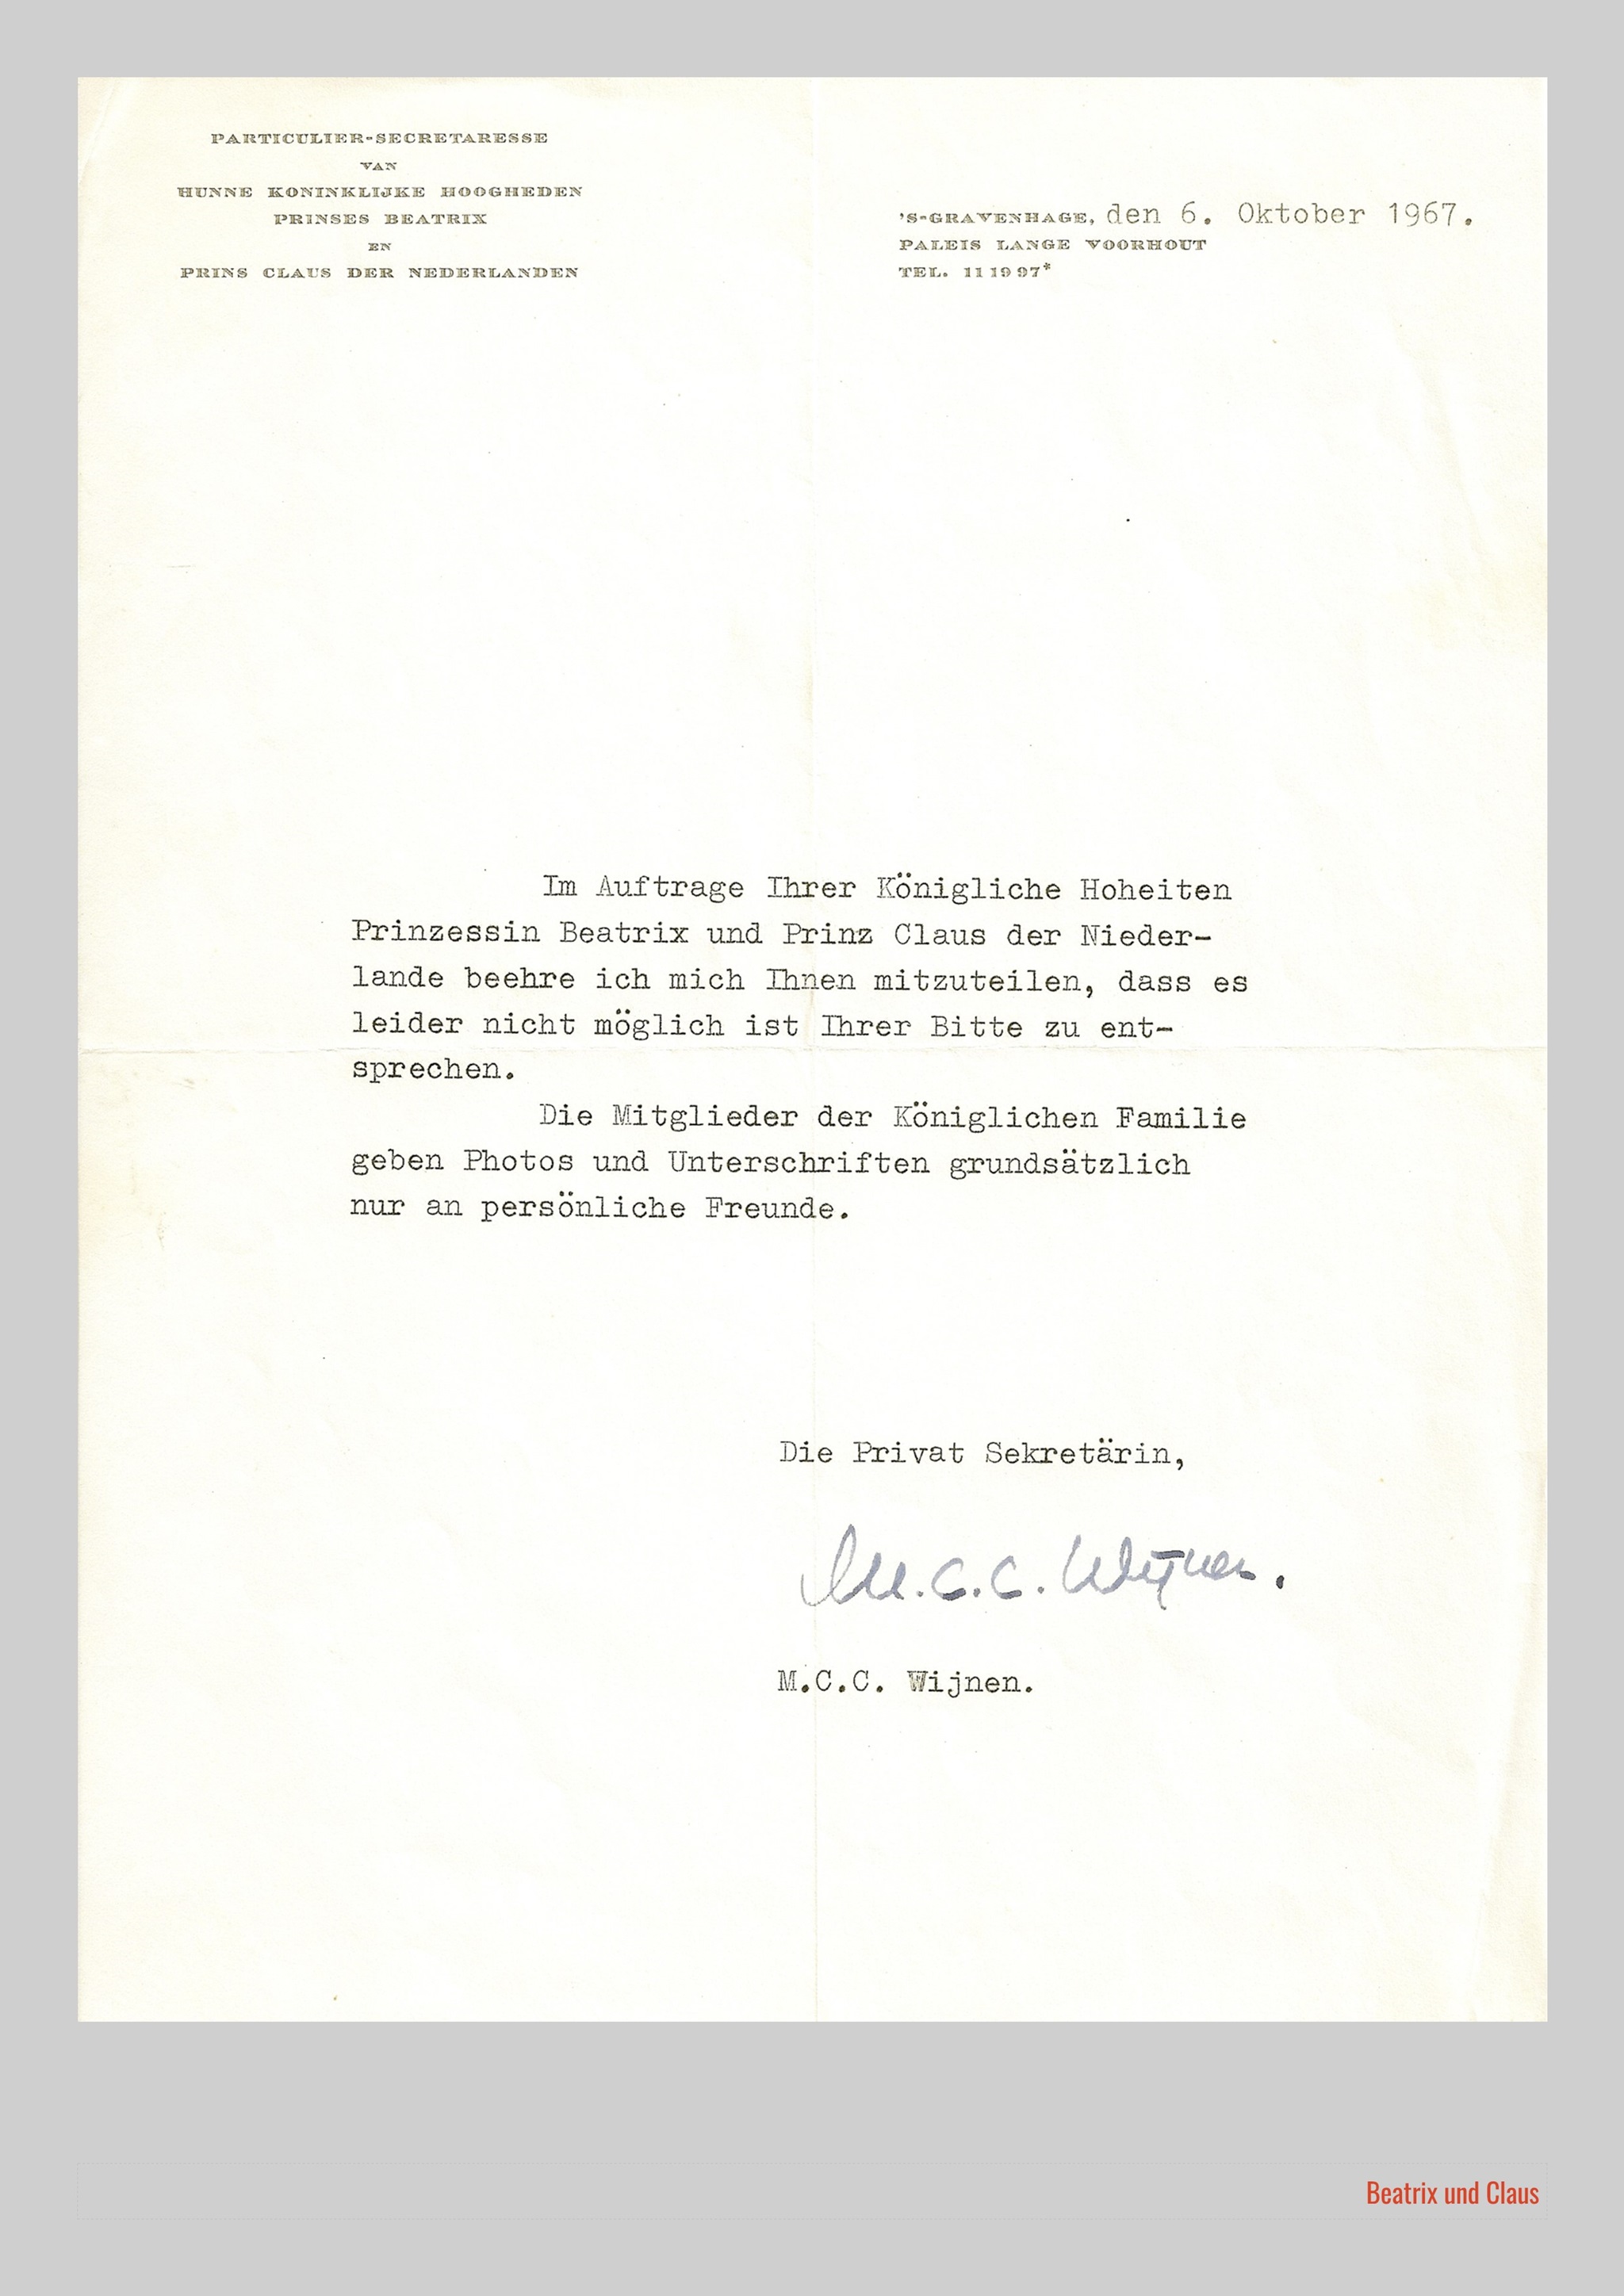 PARTICULIER-SECRETARESSE
VAN
HUNNE KONINKLIJKE HOOGHEDEN
PRINSES BEATRIX
EN
PRINS CLAUS DER NEDERLANDEN
'S-GRAVENHAGE, den 6. Oktober 1967.
PALEIS LANGE VOORHOUT
TEL. 11 19 97*
Im Auftrage Ihrer Königliche Hoheiten
Prinzessin Beatrix und Prinz Claus der Nieder-
lande beehre ich mich Ihnen mitzuteilen, dass es
leider nicht möglich ist Ihrer Bitte zu ent-
sprechen.
Die Mitglieder der Königlichen Familie
geben Photos und Unterschriften grundsätzlich
nur an persönliche Freunde.
Die Privat Sekretärin,
M.C.C. Wijnen.
M.C.C. Wijnen.
Beatrix und Claus